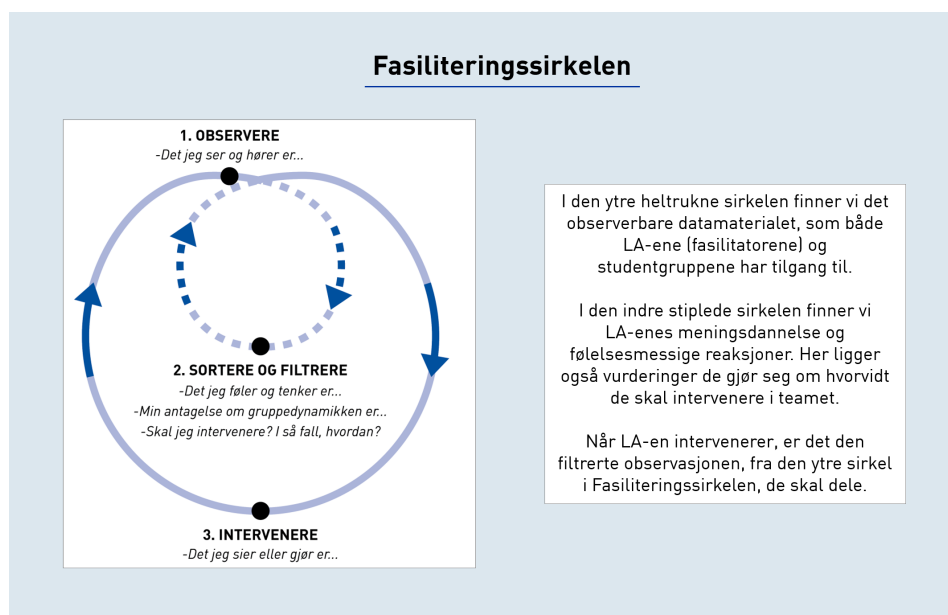 Fasiliteringssirkelen
1. OBSERVERE
-Det jeg ser og hører er...
2. SORTERE OG FILTRERE
-Det jeg føler og tenker er...
-Min antagelse om gruppedynamikken er...
-Skal jeg intervenere? I så fall, hvordan?
3. INTERVENERE
-Det jeg sier eller gjør er...
I den ytre heltrukne sirkelen finner vi det
observerbare datamaterialet, som både
LA-ene (fasilitatorene) og
studentgruppene har tilgang til.
I den indre stiplede sirkelen finner vi
LA-enes meningsdannelse og
følelsesmessige reaksjoner. Her ligger
også vurderinger de gjør seg om hvorvidt
de skal intervenere i teamet.
Når LA-en intervenerer, er det den
filtrerte observasjonen, fra den ytre sirkel
i Fasiliteringssirkelen, de skal dele.